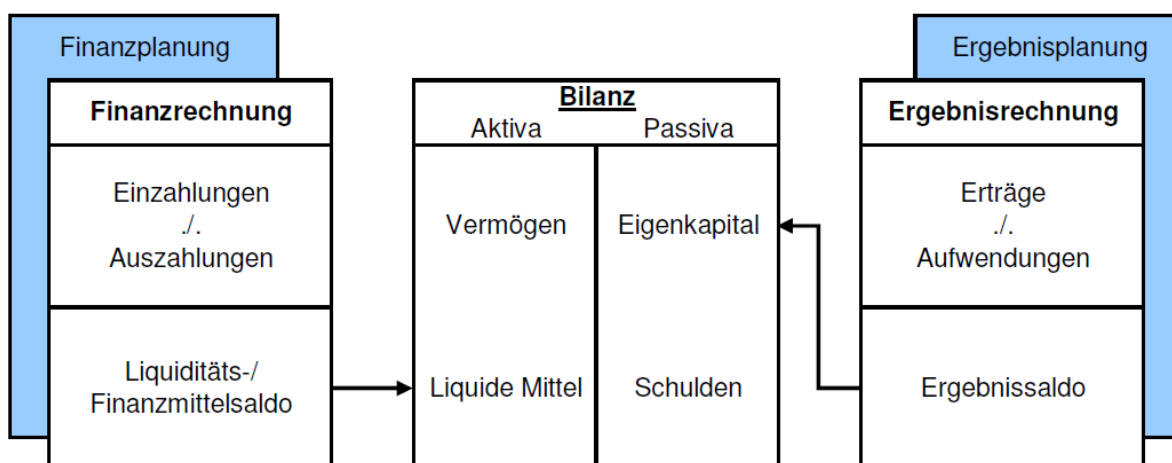 Finanzplanung
Finanzrechnung
Einzahlungen
./.
Auszahlungen
Liquiditäts-/
Finanzmittelsaldo
Bilanz
Aktiva Passiva
Vermögen Eigenkapital
Liquide Mittel Schulden
Ergebnisplanung
Ergebnisrechnung
Erträge
./.
Aufwendungen
Ergebnissaldo